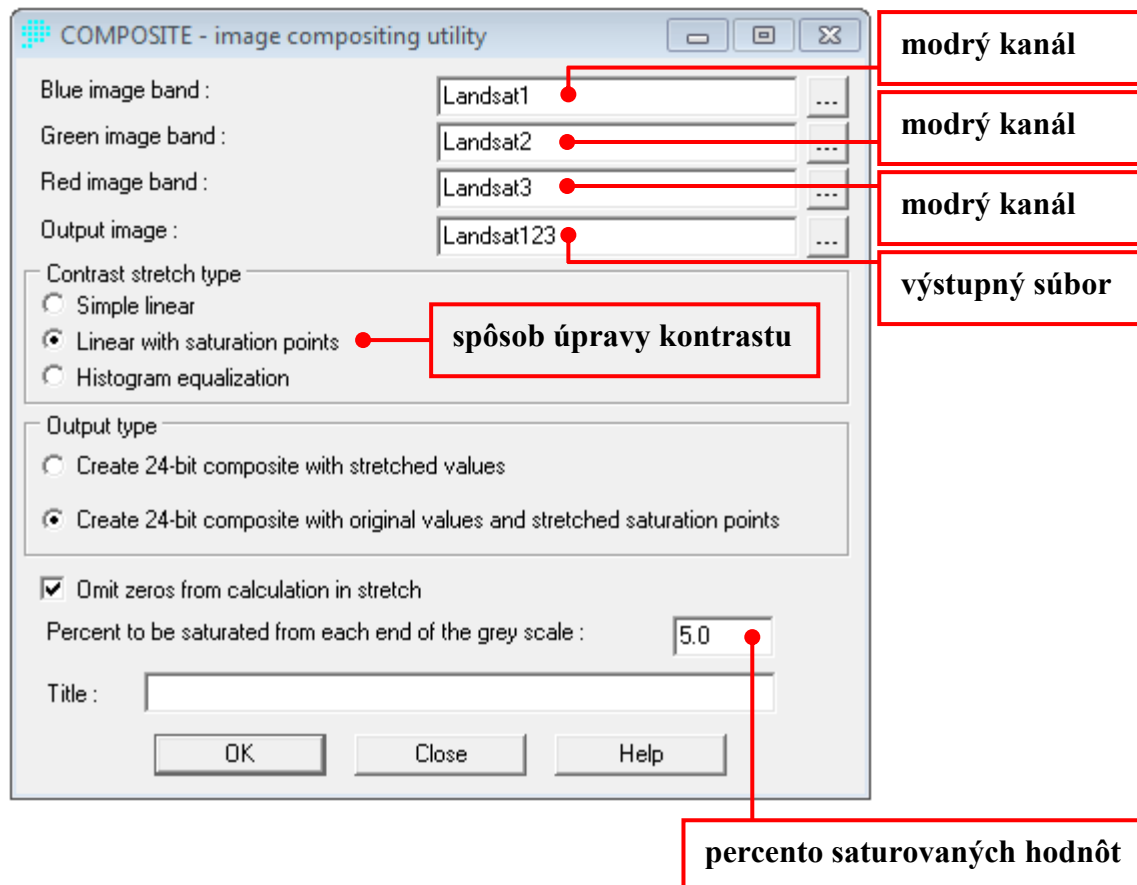 COMPOSITE - image compositing utility
modrý kanál
Blue image band :
Landsat1
...
Green image band :
Landsat2
...
modrý kanál
Red image band :
Landsat3
...
modrý kanál
Output image :
Landsat123
...
výstupný súbor
Contrast stretch type
Simple linear
Linear with saturation points
spôsob úpravy kontrastu
Histogram equalization
Output type
Create 24-bit composite with stretched values
Create 24-bit composite with original values and stretched saturation points
Omit zeros from calculation in stretch
Percent to be saturated from each end of the grey scale :
5.0
Title :
OK
Close
Help
percento saturovaných hodnôt